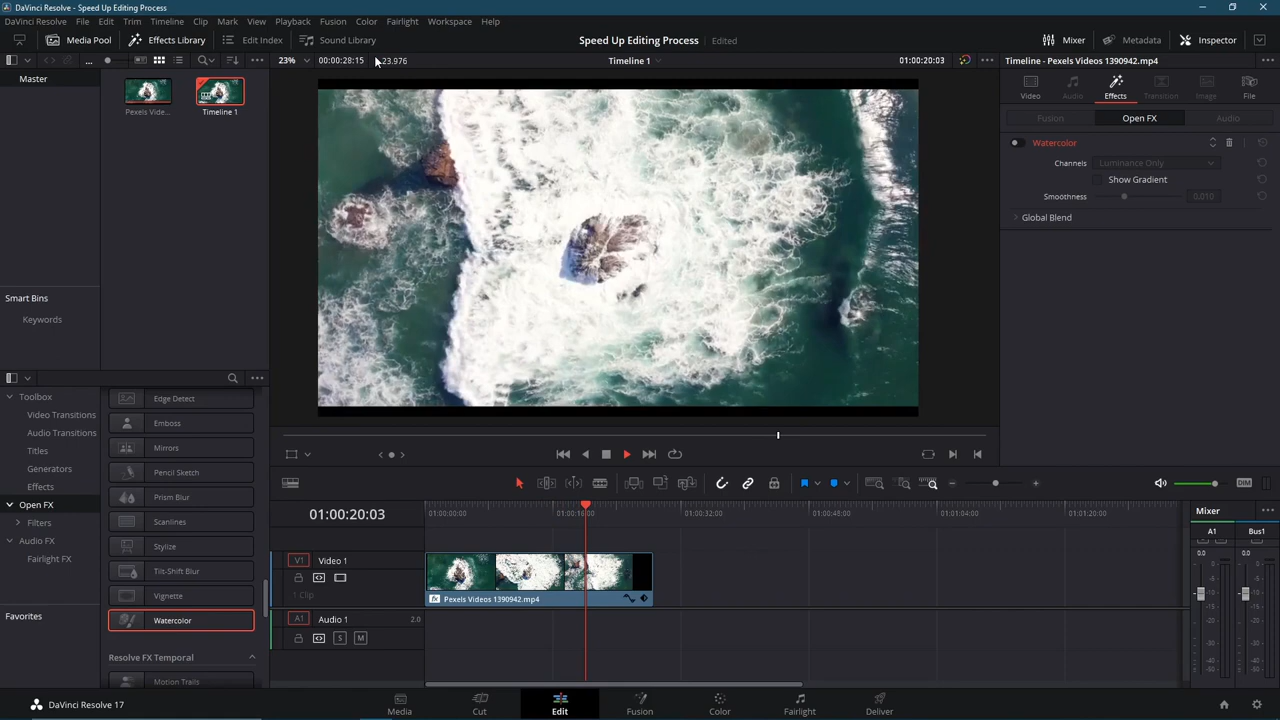 DaVinci Resolve - Speed Up Editing Process
DaVinci Resolve File Edit Trim Timeline Clip Mark View Playback Fusion Color Fairlight Workspace Help
Media Pool Effects Library Edit Index Sound Library Speed Up Editing Process Edited Mixer Metadata Inspector
... 23% 00:00:28:15 23.976 Timeline 1 01:00:20:03 Timeline - Pexels Videos 1390942.mp4
Master
Pexels Vide... Timeline 1
Video Audio Effects Transition Image File
Fusion Open FX Audio
Watercolor
Channels Luminance Only
Show Gradient
Smoothness 0.010
Global Blend
Smart Bins
Keywords
Toolbox
Video Transitions
Audio Transitions
Titles
Generators
Effects
Open FX
Filters
Audio FX
Fairlight FX
Favorites
Edge Detect
Emboss
Mirrors
Pencil Sketch
Prism Blur
Scanlines
Stylize
Tilt-Shift Blur
Vignette
Watercolor
Resolve FX Temporal
Motion Trails
DIM
01:00:20:03
01:00:00:00 01:00:16:00 01:00:32:00 01:00:48:00 01:01:04:00 01:01:20:00
V1 Video 1
1 Clip
Pexels Videos 1390942.mp4
A1 Audio 1 2.0
S M
Mixer
A1 Bus1
0.0 0.0
DaVinci Resolve 17
Media Cut Edit Fusion Color Fairlight Deliver